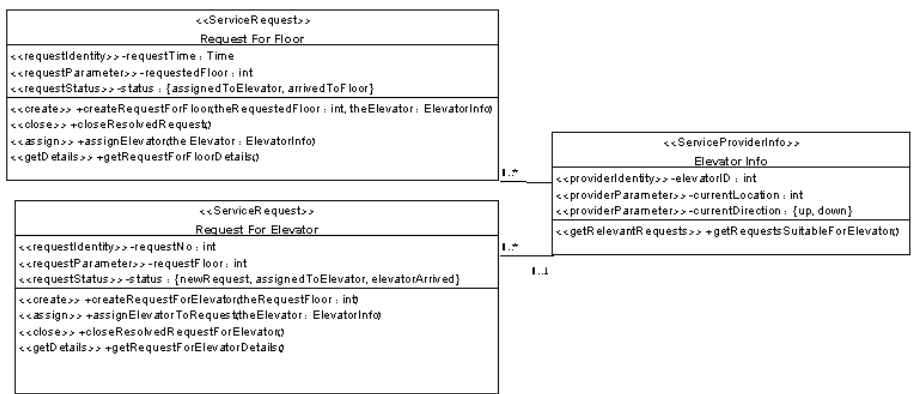 <<ServiceRequest>>
Request For Floor
<<requestIdentity>> -requestTime : Time
<<requestParameter>> -requestedFloor : int
<<requestStatus>> -status : {assignedToElevator, arrivedToFloor}
<<create>> +createRequestForFloor(theRequestedFloor : int, theElevator : ElevatorInfo)
<<close>> +closeResolvedRequest()
<<assign>> +assignElevator(the Elevator : ElevatorInfo)
<<getDetails>> +getRequestForFloorDetails()
1..*
<<ServiceProviderInfo>>
Elevator Info
<<providerIdentity>> -elevatorID : int
<<providerParameter>> -currentLocation : int
<<providerParameter>> -currentDirection : {up, down}
<<getRelevantRequests>> +getRequestsSuitableForElevator()
<<ServiceRequest>>
Request For Elevator
<<requestIdentity>> -requestNo : int
<<requestParameter>> -requestFloor : int
<<requestStatus>> -status : {newRequest, assignedToElevator, elevatorArrived}
<<create>> +createRequestForElevator(theRequestFloor : int)
<<assign>> +assignElevatorToRequest(theElevator : ElevatorInfo)
<<close>> +closeResolvedRequestForElevator()
<<getDetails>> +getRequestForElevatorDetails()
1..*
1..1